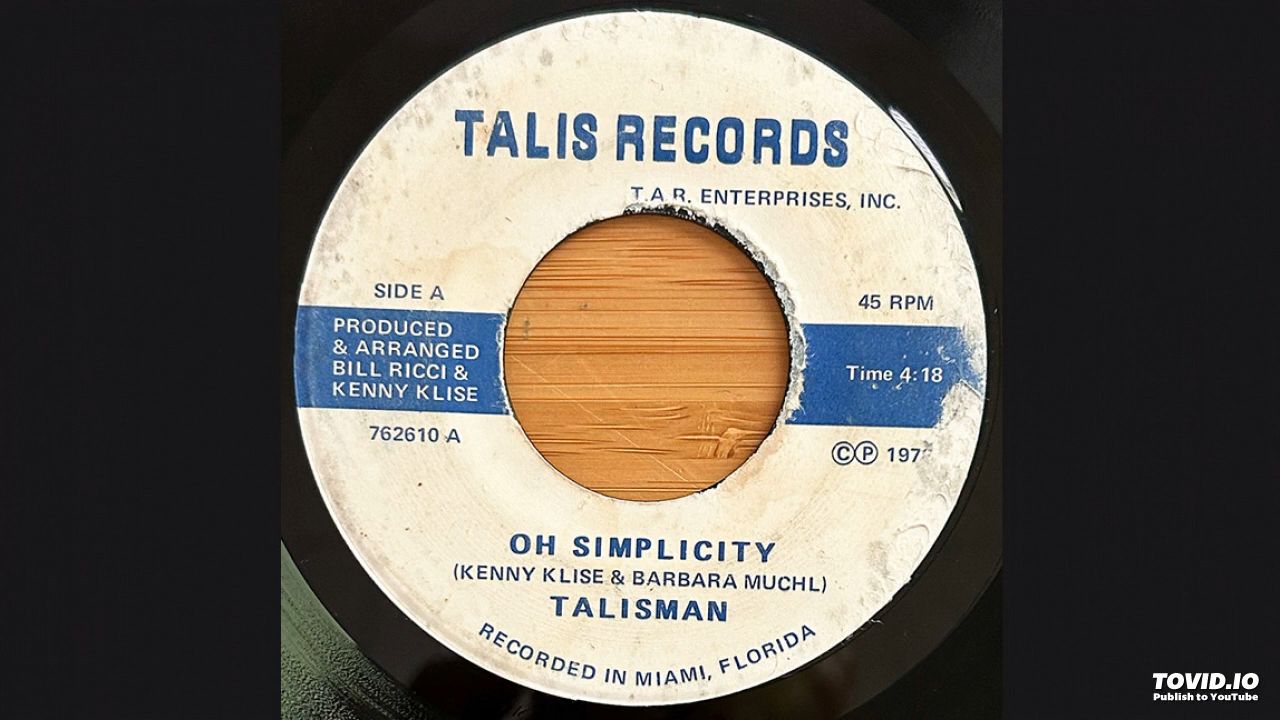 TALIS RECORDS
T.A.R. ENTERPRISES, INC.
SIDE A
45 RPM
PRODUCED
& ARRANGED
BILL RICCI &
KENNY KLISE
Time 4:18
762610 A
ⒸⓅ
OH SIMPLICITY
(KENNY KLISE & BARBARA MUCHL)
TALISMAN
RECORDED IN MIAMI, FLORIDA
TOVID.IO
Publish to YouTube